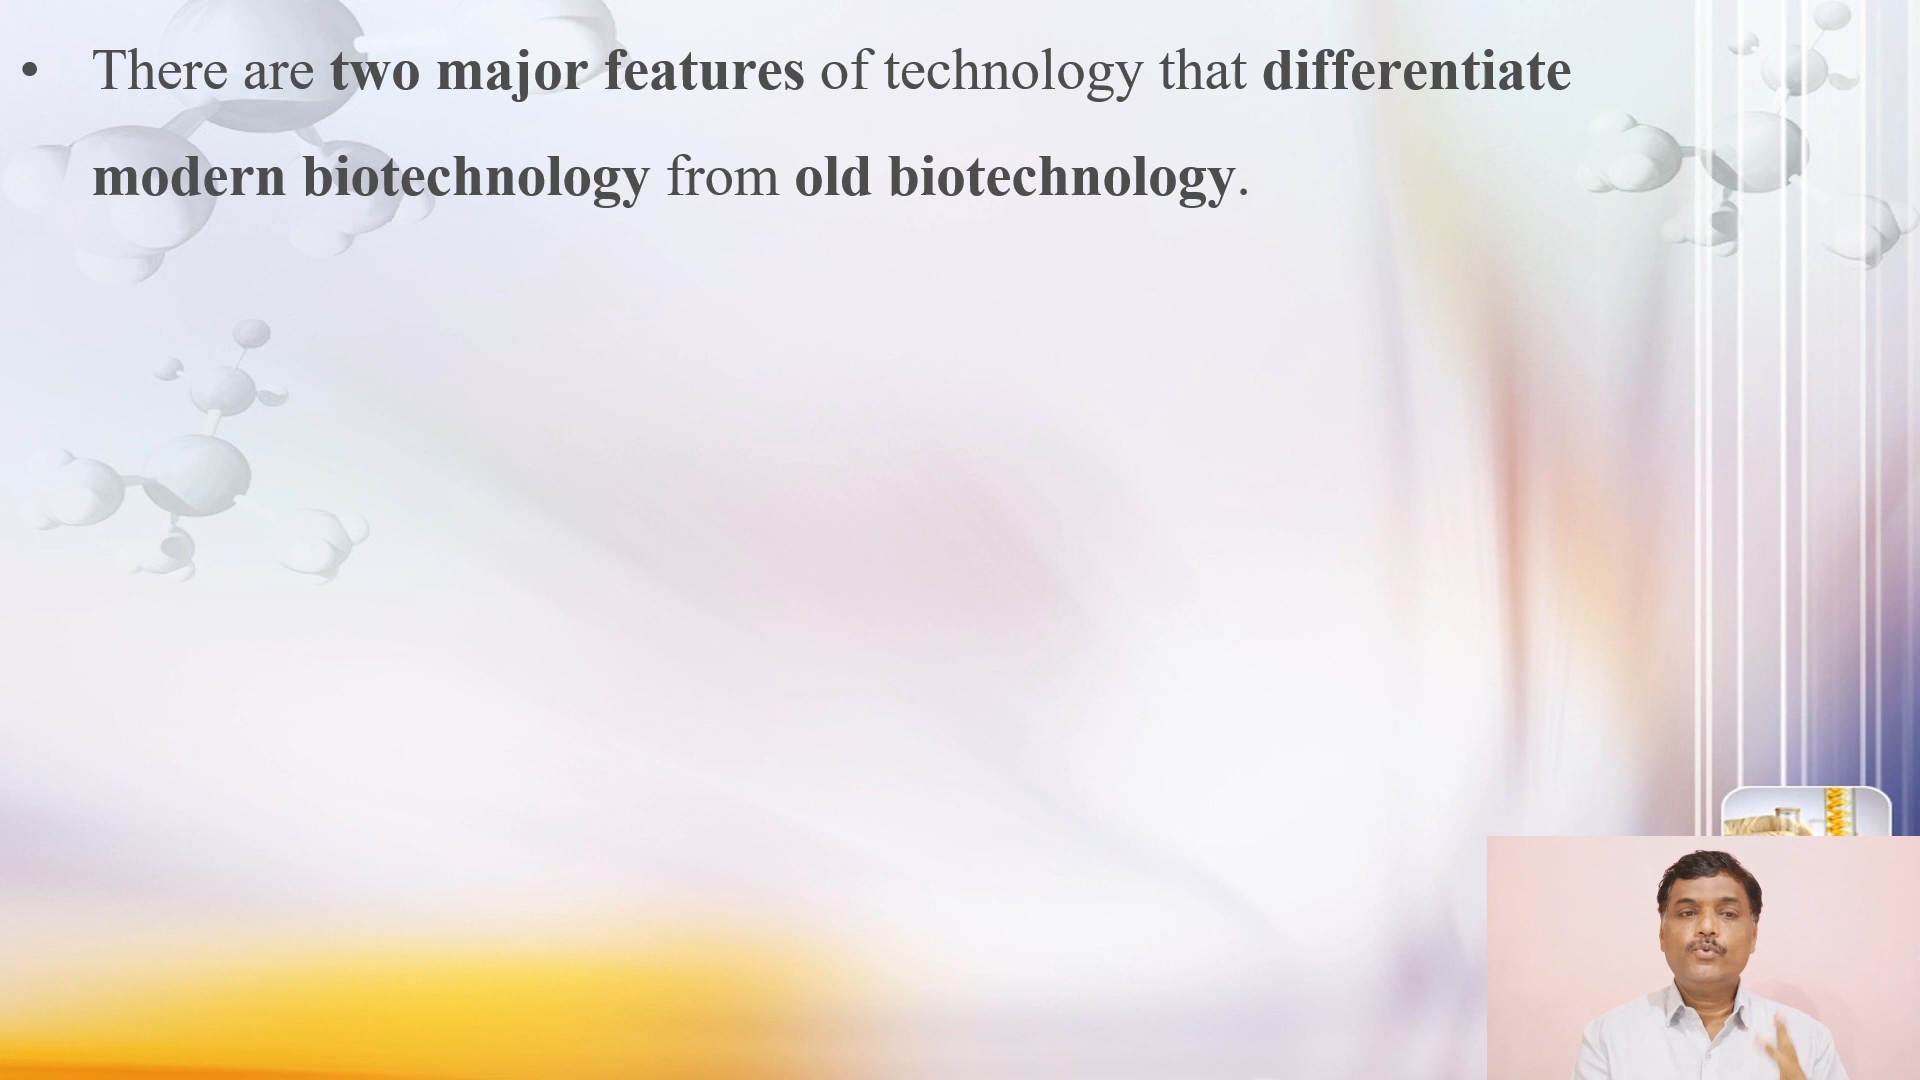 • There are two major features of technology that differentiate
modern biotechnology from old biotechnology.